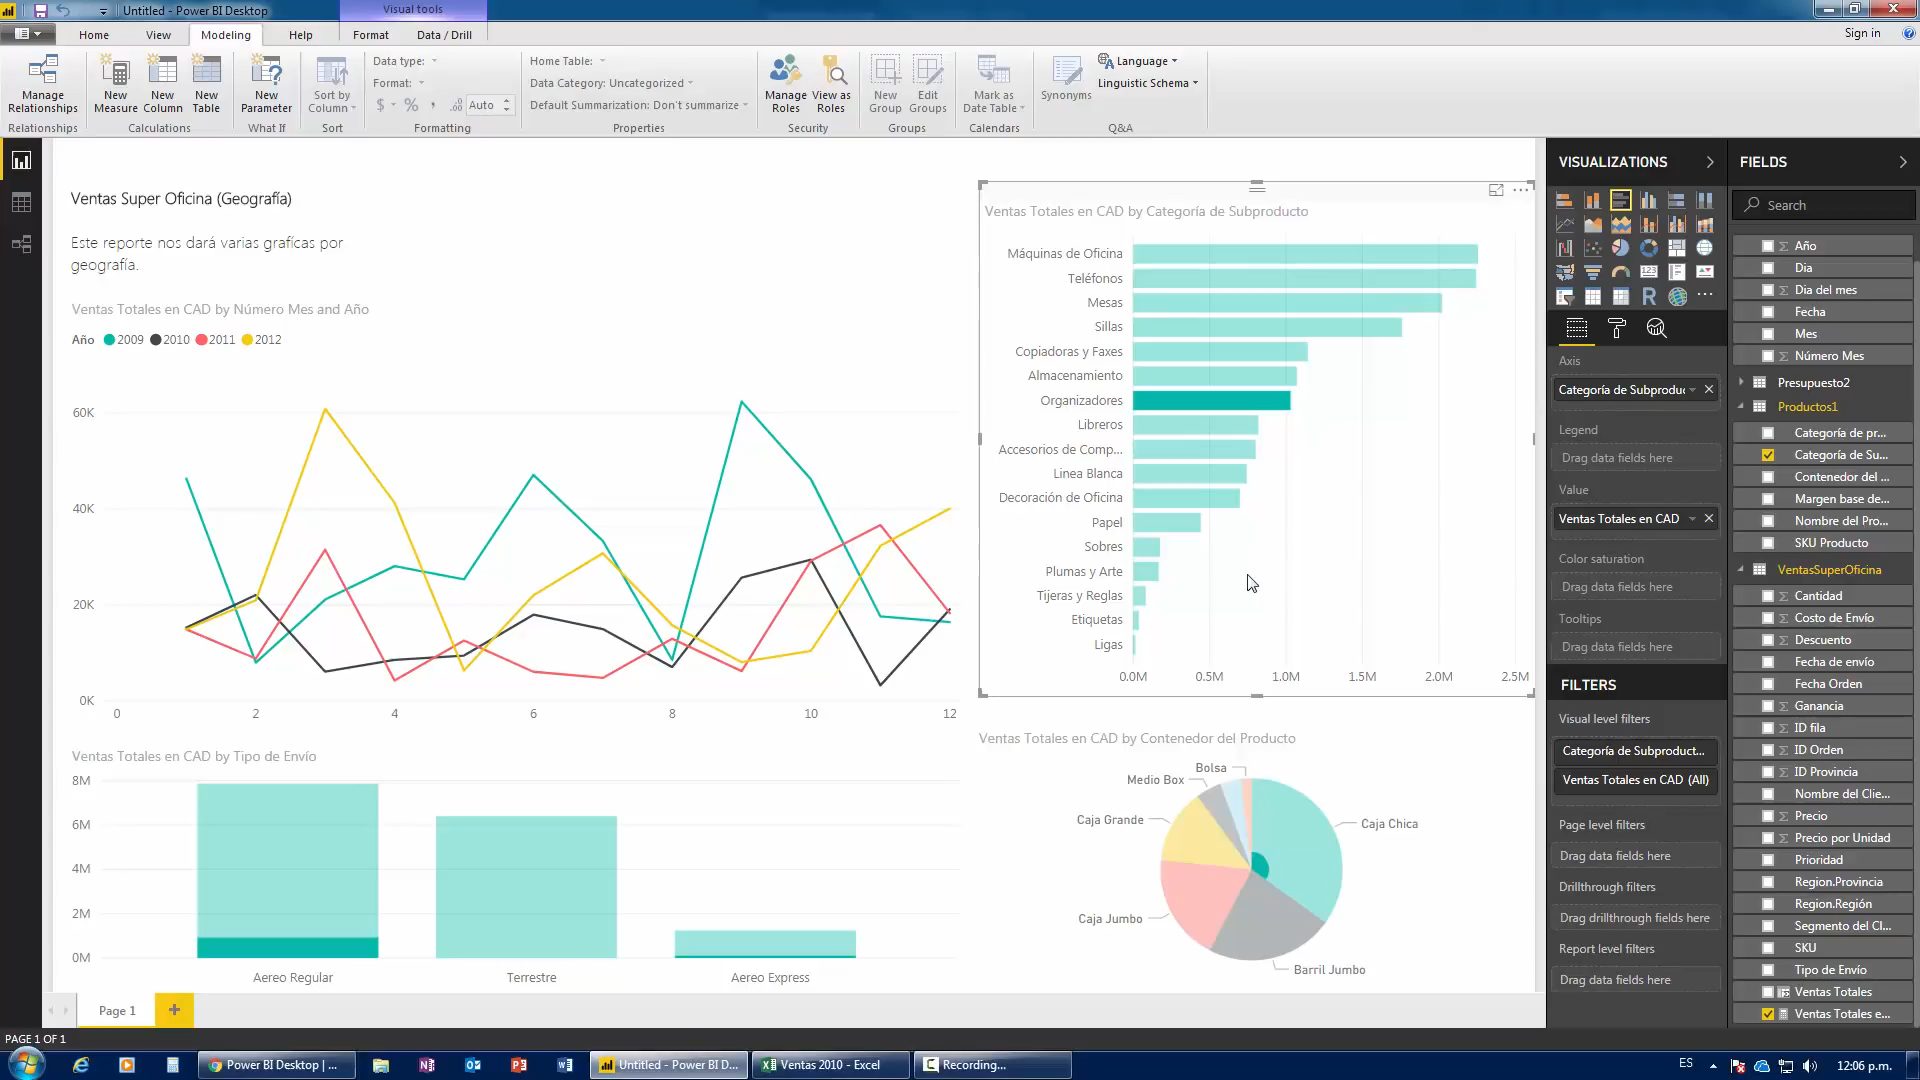 Untitled - Power BI Desktop
Visual tools
Home
View
Modeling
Help
Format
Data / Drill
Sign in
Manage Relationships
New Measure
New Column
New Table
New Parameter
Sort by Column
Data type:
Format:
$ % , Auto
Home Table:
Data Category: Uncategorized
Default Summarization: Don't summarize
Manage Roles
View as Roles
New Group
Edit Groups
Mark as Date Table
Synonyms
Language
Linguistic Schema
Relationships
Calculations
What If
Sort
Formatting
Properties
Security
Groups
Calendars
Q&A
Ventas Super Oficina (Geografía)
Este reporte nos dará varias grafícas por
geografía.
Ventas Totales en CAD by Número Mes and Año
Año 2009 2010 2011 2012
60K
40K
20K
0K
0 2 4 6 8 10 12
Ventas Totales en CAD by Tipo de Envío
8M
6M
4M
2M
0M
Aereo Regular
Terrestre
Aereo Express
Ventas Totales en CAD by Categoría de Subproducto
Máquinas de Oficina
Teléfonos
Mesas
Sillas
Copiadoras y Faxes
Almacenamiento
Organizadores
Libreros
Accesorios de Comp...
Linea Blanca
Decoración de Oficina
Papel
Sobres
Plumas y Arte
Tijeras y Reglas
Etiquetas
Ligas
0.0M 0.5M 1.0M 1.5M 2.0M 2.5M
Ventas Totales en CAD by Contenedor del Producto
Bolsa
Medio Box
Caja Grande
Caja Chica
Caja Jumbo
Barril Jumbo
VISUALIZATIONS
R
Axis
Categoría de Subproduc
Legend
Drag data fields here
Value
Ventas Totales en CAD
Color saturation
Drag data fields here
Tooltips
Drag data fields here
FILTERS
Visual level filters
Categoría de Subproduct...
Ventas Totales en CAD (All)
Page level filters
Drag data fields here
Drillthrough filters
Drag drillthrough fields here
Report level filters
Drag data fields here
FIELDS
Search
Σ Año
Dia
Σ Dia del mes
Fecha
Mes
Σ Número Mes
Presupuesto2
Productos1
Categoría de pr...
Categoría de Su...
Contenedor del ...
Margen base de...
Nombre del Pro...
SKU Producto
VentasSuperOficina
Σ Cantidad
Σ Costo de Envío
Σ Descuento
Fecha de envío
Fecha Orden
Σ Ganancia
Σ ID fila
Σ ID Orden
Σ ID Provincia
Nombre del Clie...
Σ Precio
Σ Precio por Unidad
Prioridad
Region.Provincia
Region.Región
Segmento del Cl...
SKU
Tipo de Envío
Ventas Totales
Ventas Totales e...
Page 1
+
PAGE 1 OF 1
Power BI Desktop | ...
Untitled - Power BI D...
Ventas 2010 - Excel
Recording...
ES
12:06 p.m.